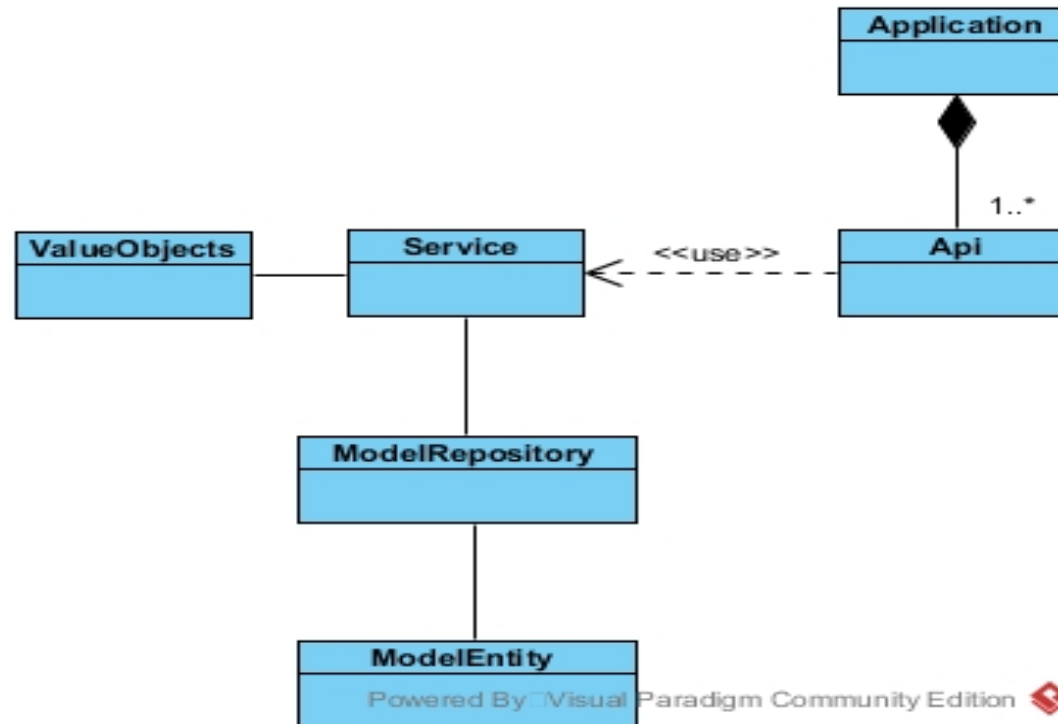 Application
1..*
ValueObjects
Service
<<use>>
Api
ModelRepository
ModelEntity
Powered By Visual Paradigm Community Edition